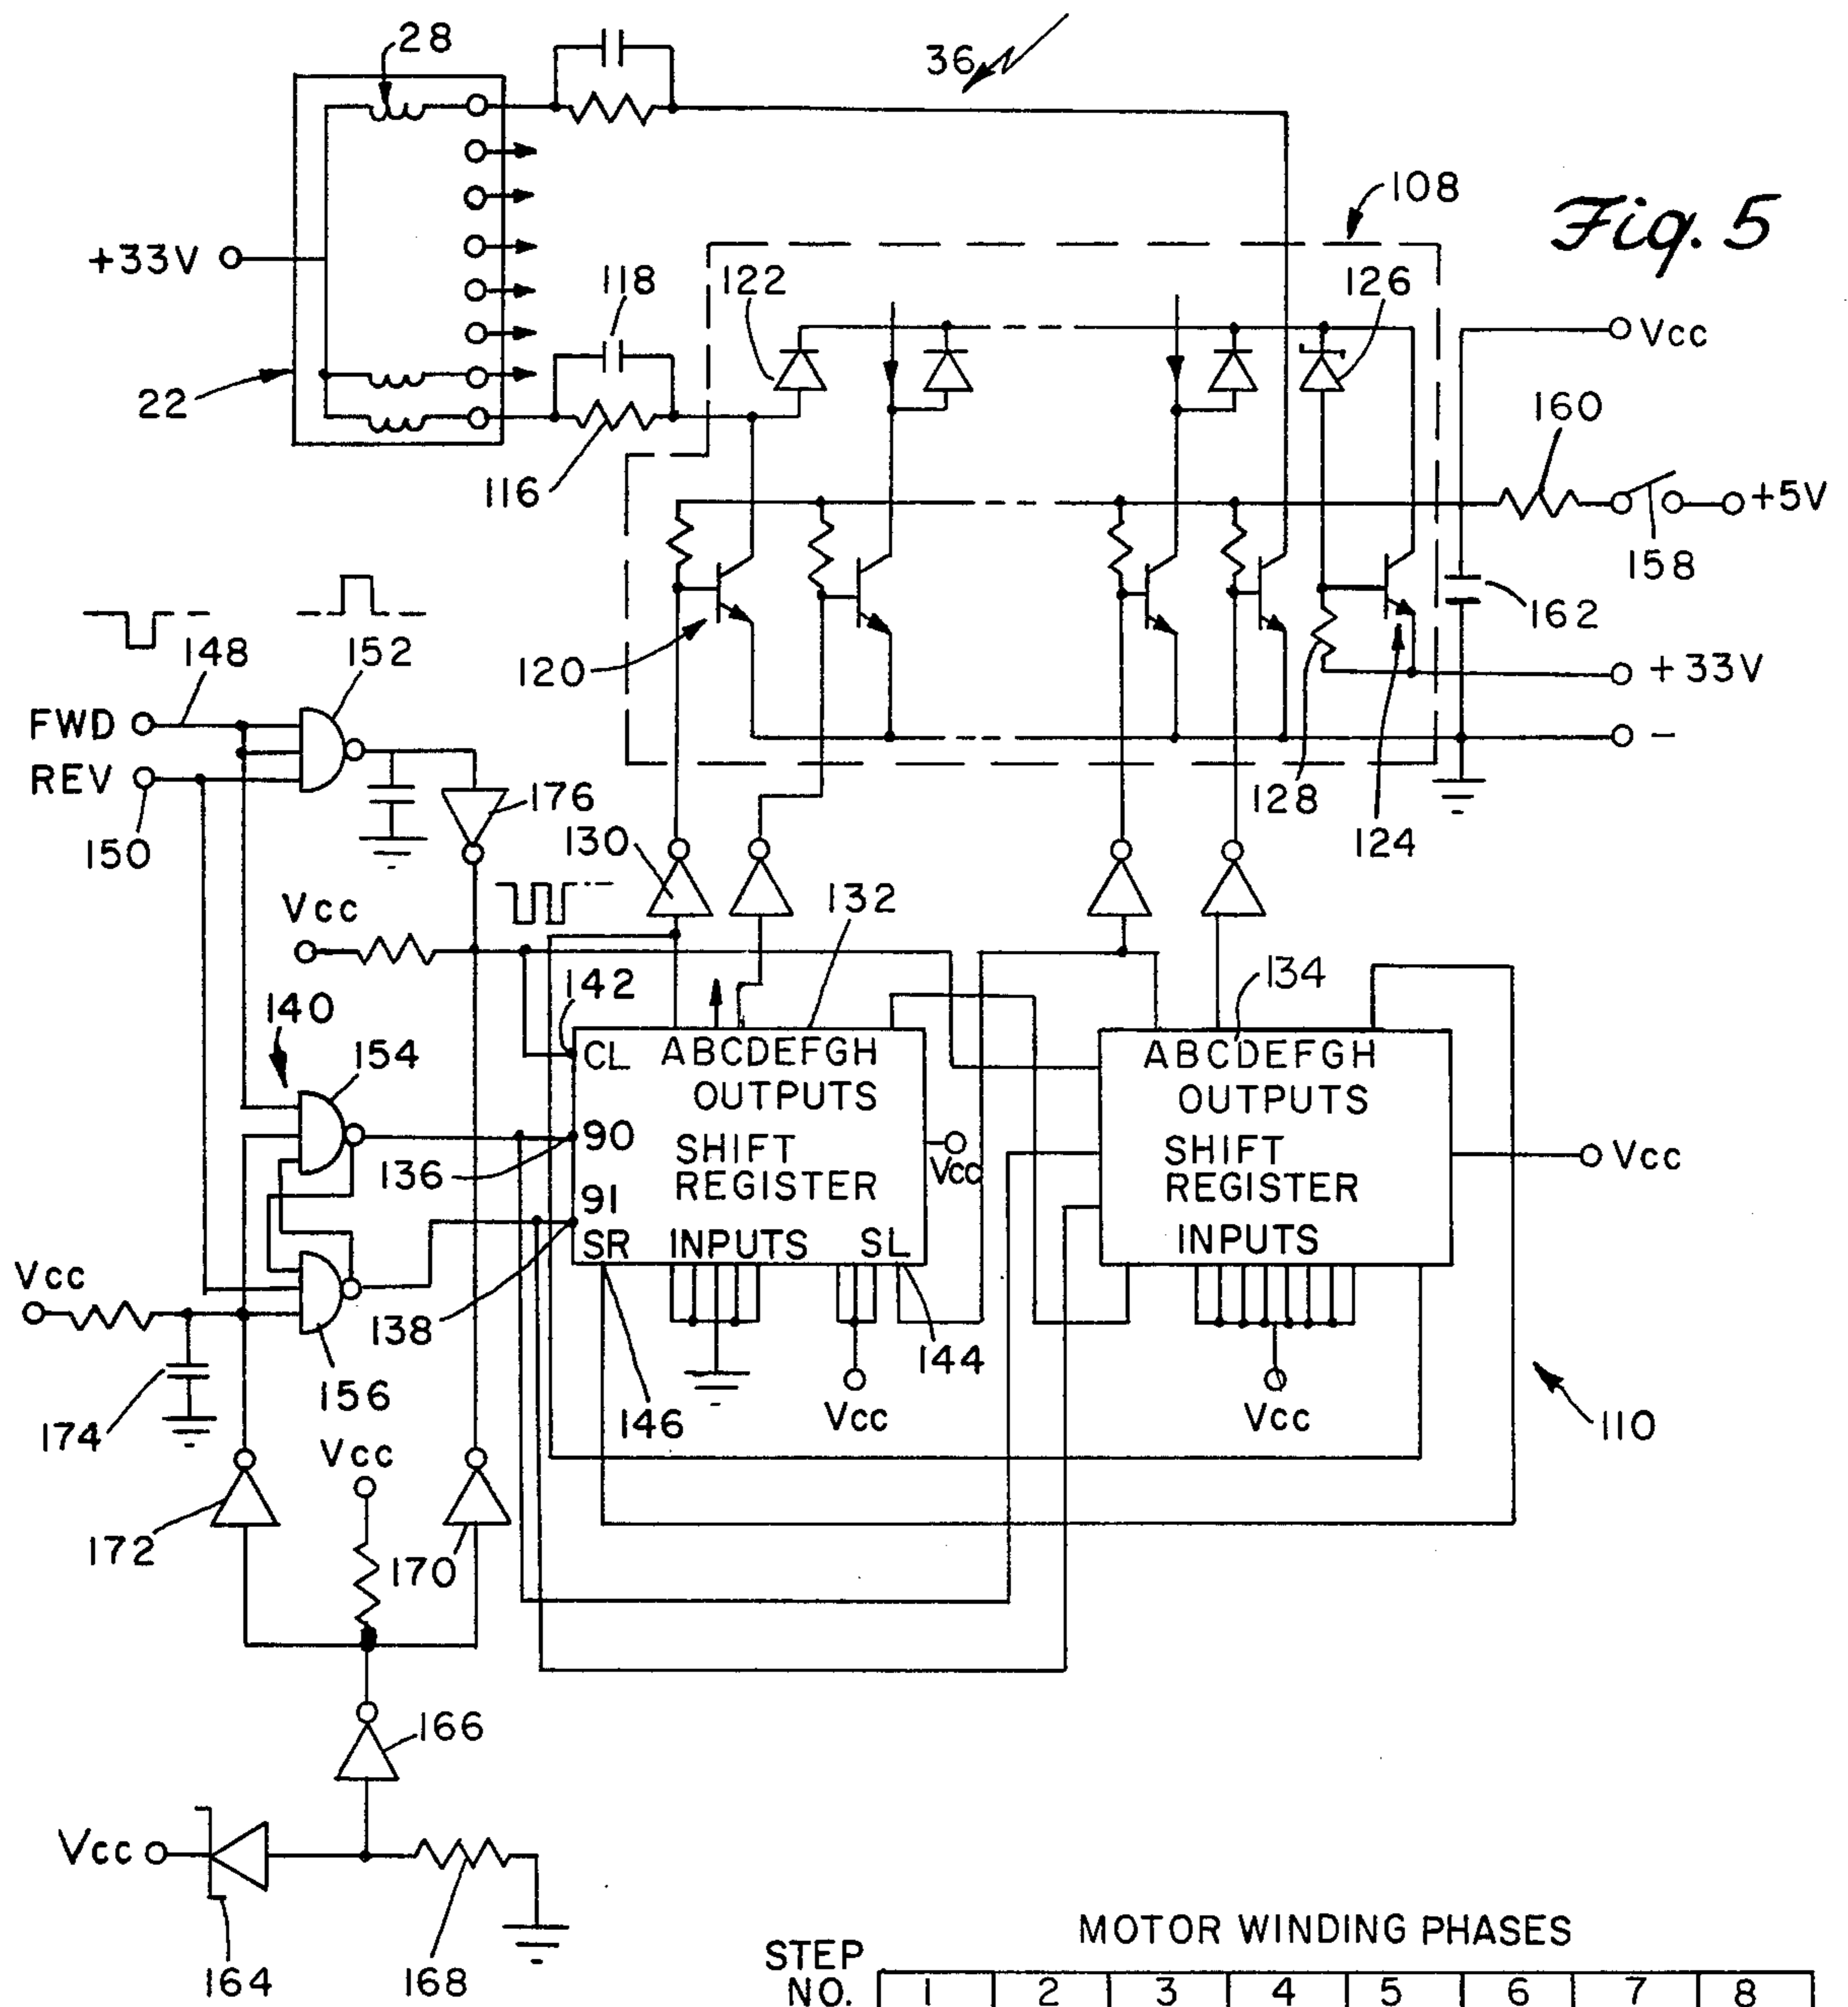 28
36
Fig. 5
108
+33V
118
122
126
Vcc
22
160
116
+5V
158
162
148
152
120
+33V
FWD
REV
-
176
128
124
150
130
Vcc
132
142
134
140
154
CL ABCDEFGH
OUTPUTS
ABCDEFGH
OUTPUTS
90
SHIFT
REGISTER
Vcc
SHIFT
REGISTER
Vcc
136
91
SR INPUTS SL
INPUTS
Vcc
138
144
156
146
Vcc
Vcc
174
110
Vcc
172
170
166
Vcc
164
168
MOTOR WINDING PHASES
STEP
NO. 1 2 3 4 5 6 7 8